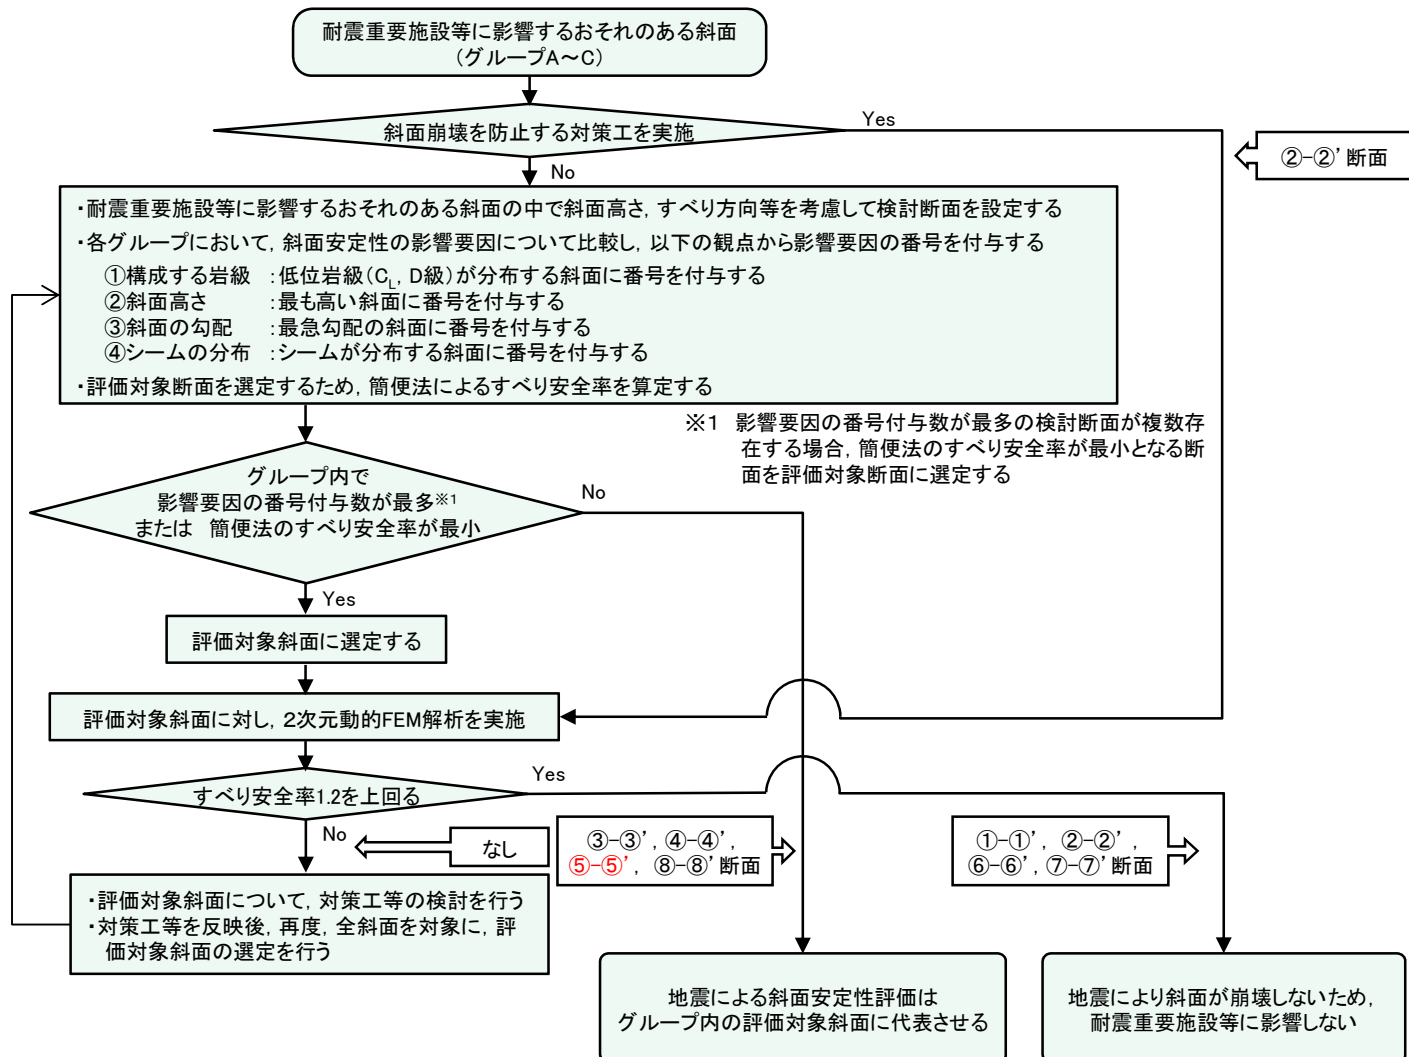 耐震重要施設等に影響するおそれのある斜面
（グループA～C）
斜面崩壊を防止する対策工を実施
Yes
②-②’断面
No
・耐震重要施設等に影響するおそれのある斜面の中で斜面高さ，すべり方向等を考慮して検討断面を設定する
・各グループにおいて，斜面安定性の影響要因について比較し，以下の観点から影響要因の番号を付与する
①構成する岩級　：低位岩級（CL，D級）が分布する斜面に番号を付与する
②斜面高さ　　　：最も高い斜面に番号を付与する
③斜面の勾配　　：最急勾配の斜面に番号を付与する
④シームの分布　：シームが分布する斜面に番号を付与する
・評価対象断面を選定するため，簡便法によるすべり安全率を算定する
※1　影響要因の番号付与数が最多の検討断面が複数存
在する場合，簡便法のすべり安全率が最小となる断
面を評価対象断面に選定する
グループ内で
影響要因の番号付与数が最多※1
または　簡便法のすべり安全率が最小
No
Yes
評価対象斜面に選定する
評価対象斜面に対し，2次元動的FEM解析を実施
すべり安全率1.2を上回る
Yes
No
なし
③-③’，④-④’，
⑤-⑤’，⑧-⑧’断面
①-①’，②-②’，
⑥-⑥’，⑦-⑦’断面
・評価対象斜面について，対策工等の検討を行う
・対策工等を反映後，再度，全斜面を対象に，評
価対象斜面の選定を行う
地震による斜面安定性評価は
グループ内の評価対象斜面に代表させる
地震により斜面が崩壊しないため，
耐震重要施設等に影響しない